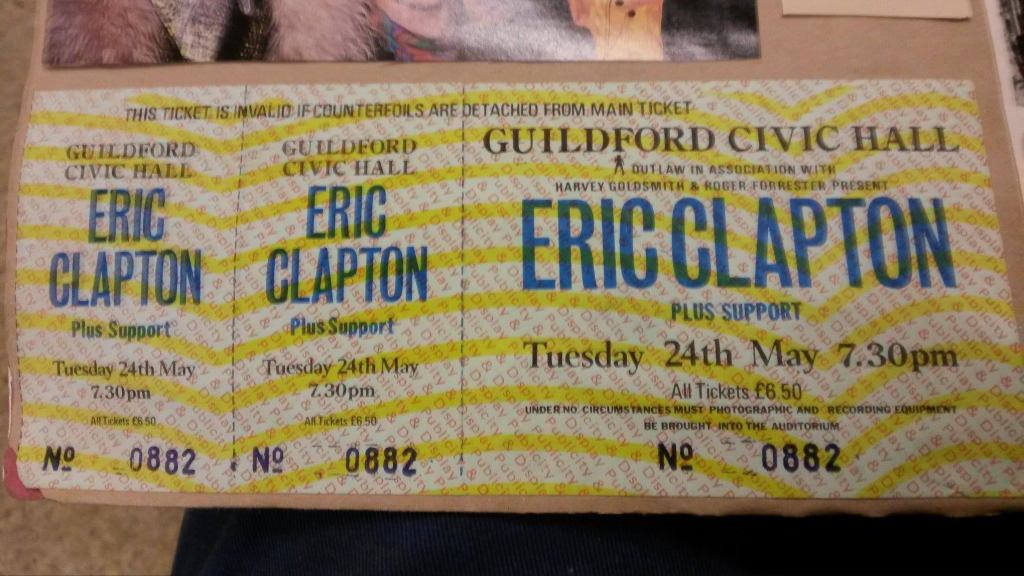 THIS TICKET IS INVALID IF COUNTERFOILS ARE DETACHED FROM MAIN TICKET
GUILDFORD
CIVIC HALL
ERIC
CLAPTON
Plus Support
Tuesday 24th May
7.30pm
All Tickets £6.50
Nº 0882
GUILDFORD
CIVIC HALL
ERIC
CLAPTON
Plus Support
Tuesday 24th May
7.30pm
All Tickets £6.50
Nº 0882
GUILDFORD CIVIC HALL
OUTLAW IN ASSOCIATION WITH
HARVEY GOLDSMITH & ROGER FORRESTER PRESENT
ERIC CLAPTON
PLUS SUPPORT
Tuesday 24th May 7.30pm
All Tickets £6.50
UNDER NO CIRCUMSTANCES MUST PHOTOGRAPHIC AND RECORDING EQUIPMENT
BE BROUGHT INTO THE AUDITORIUM
Nº 0882